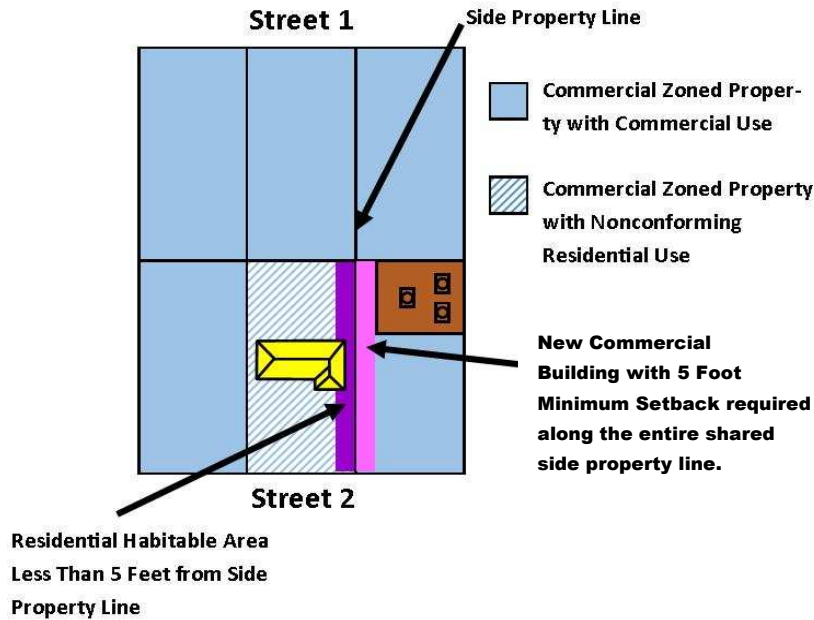 Street 1
Side Property Line
Commercial Zoned Proper-
ty with Commercial Use
Commercial Zoned Property
with Nonconforming
Residential Use
New Commercial
Building with 5 Foot
Minimum Setback required
along the entire shared
side property line.
Street 2
Residential Habitable Area
Less Than 5 Feet from Side
Property Line